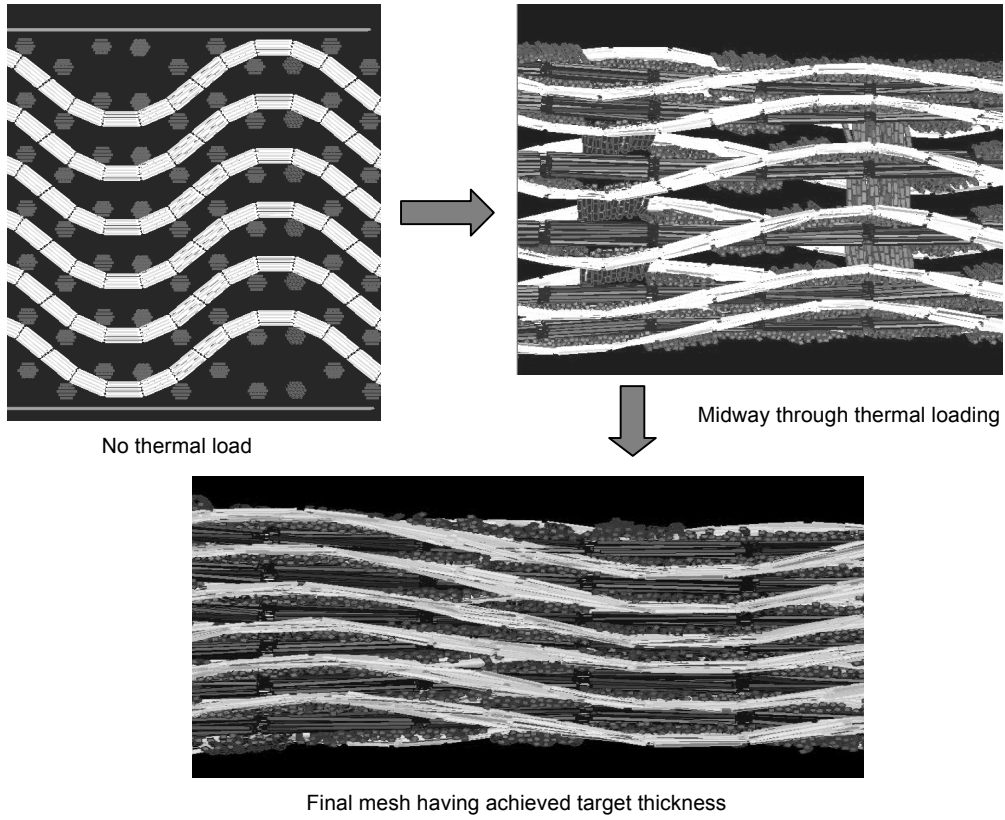 No thermal load
Midway through thermal loading
Final mesh having achieved target thickness